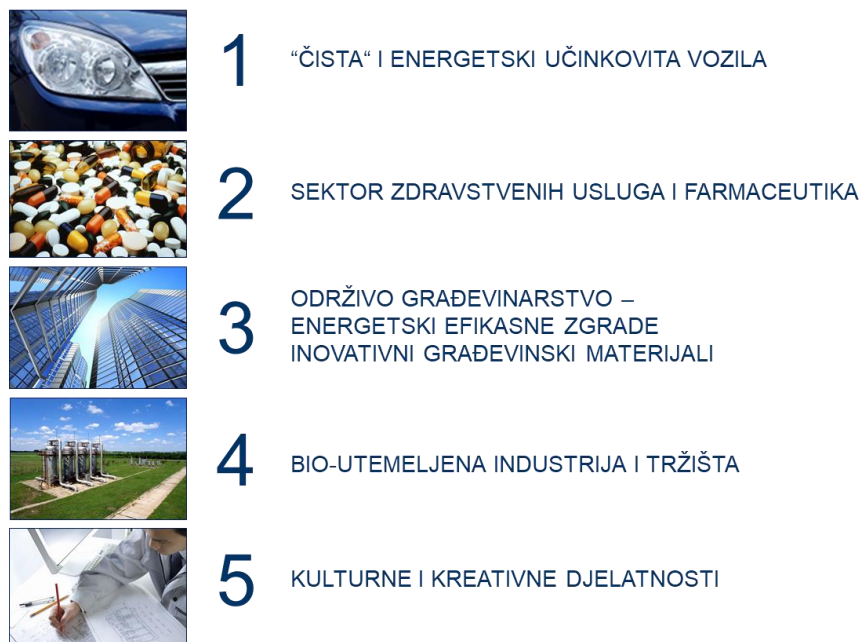 1
“ČISTA“ I ENERGETSKI UČINKOVITA VOZILA
2
SEKTOR ZDRAVSTVENIH USLUGA I FARMACEUTIKA
3
ODRŽIVO GRAĐEVINARSTVO –
ENERGETSKI EFIKASNE ZGRADE
INOVATIVNI GRAĐEVINSKI MATERIJALI
4
BIO-UTEMELJENA INDUSTRIJA I TRŽIŠTA
5
KULTURNE I KREATIVNE DJELATNOSTI